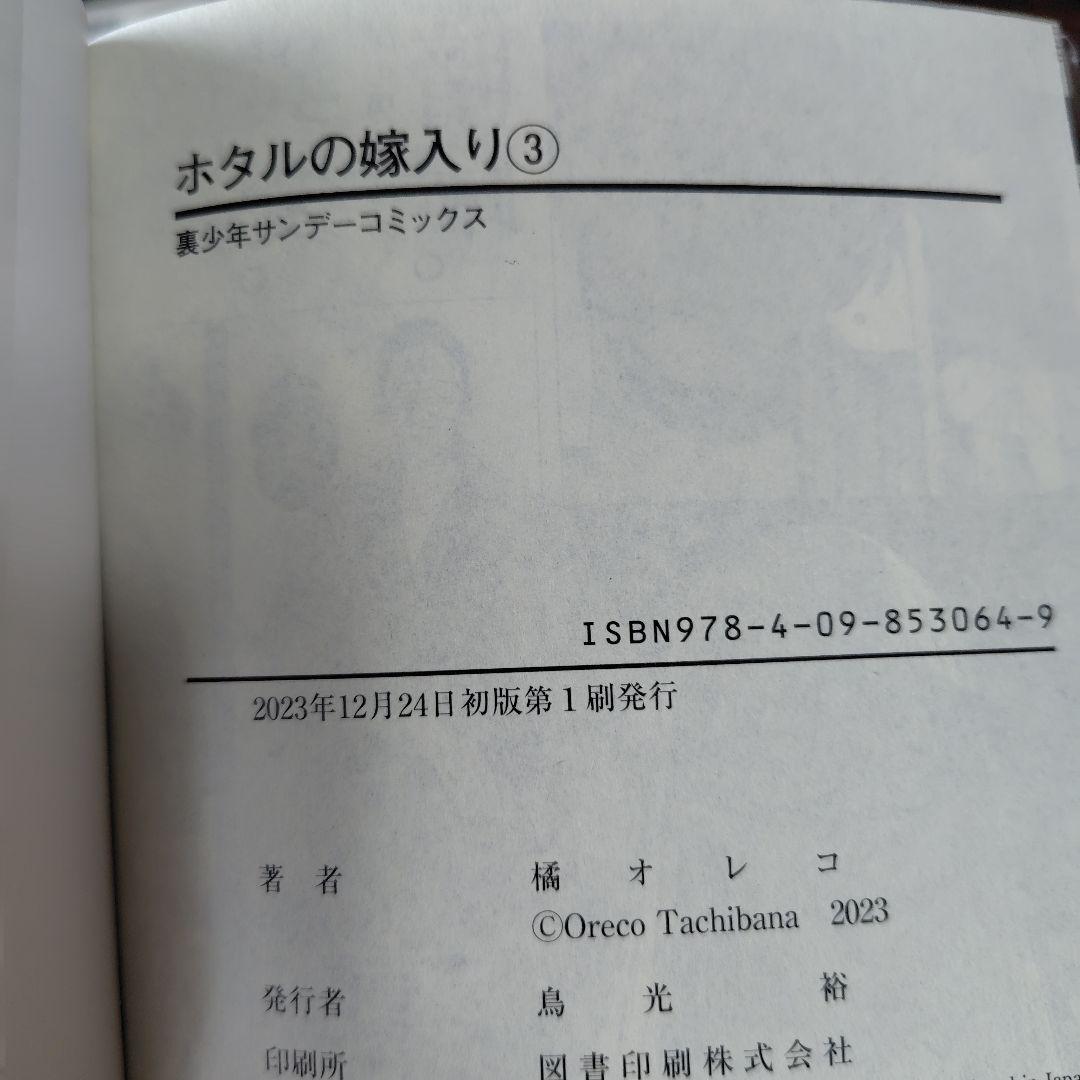 ホタルの嫁入り③
裏少年サンデーコミックス
ISBN978-4-09-853064-9
2023年12月24日初版第1刷発行
著者 橘オレコ
©Oreco Tachibana 2023
発行者 鳥光裕
印刷所 図書印刷株式会社